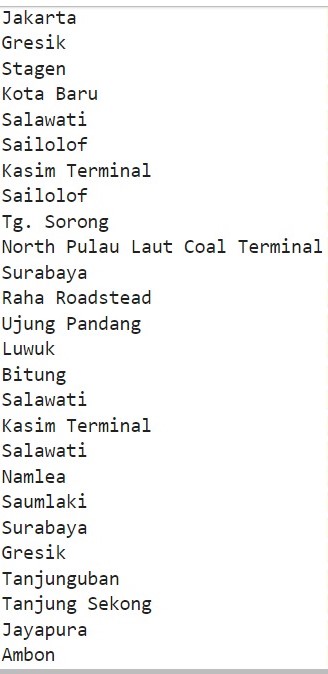 Jakarta
Gresik
Stagen
Kota Baru
Salawati
Sailolof
Kasim Terminal
Sailolof
Tg. Sorong
North Pulau Laut Coal Terminal
Surabaya
Raha Roadstead
Ujung Pandang
Luwuk
Bitung
Salawati
Kasim Terminal
Salawati
Namlea
Saumlaki
Surabaya
Gresik
Tanjunguban
Tanjung Sekong
Jayapura
Ambon